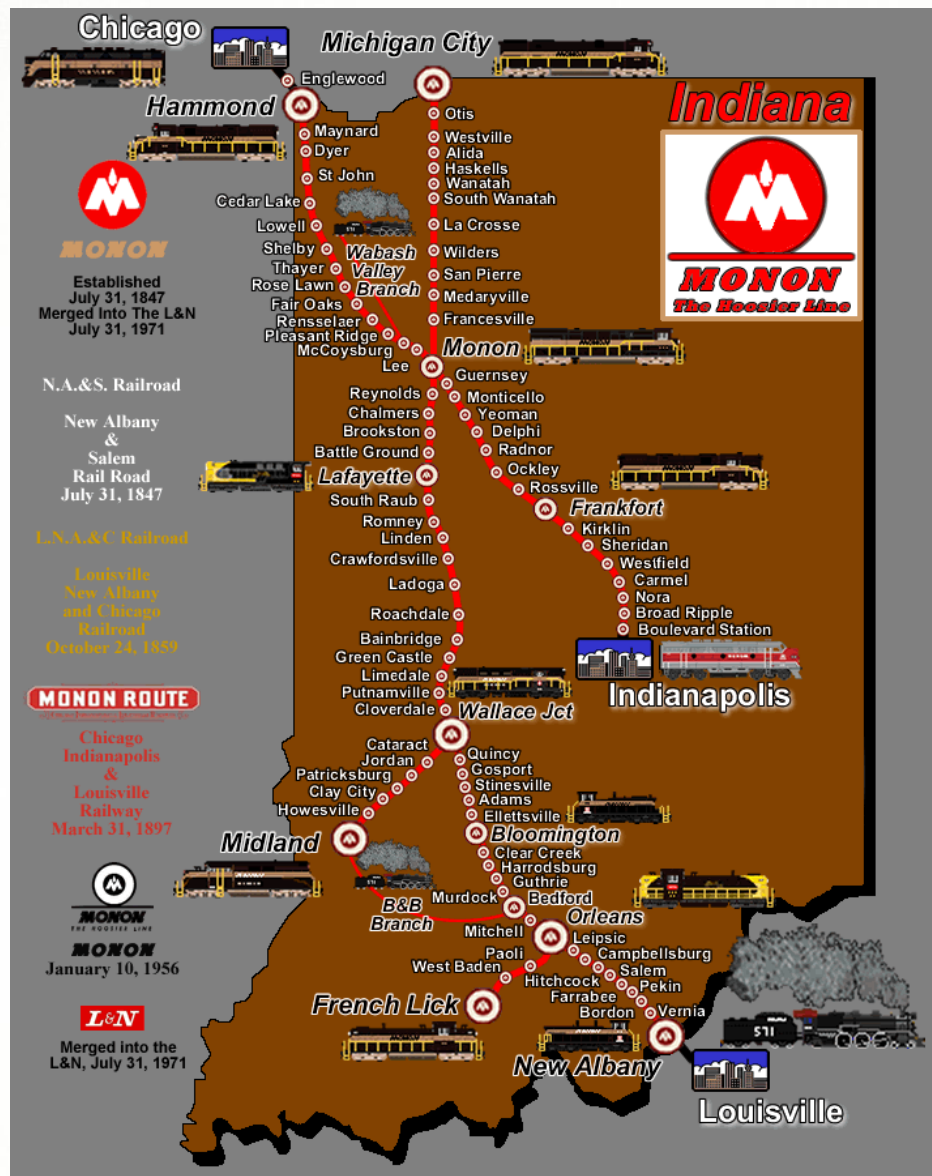 Chicago
Michigan City
Englewood
Hammond
Otis
Indiana
Maynard
Westville
Dyer
Alida
Haskells
St John
Wanatah
South Wanatah
Cedar Lake
Lowell
La Crosse
Shelby
Wabash
Valley
Branch
Wilders
Thayer
San Pierre
Rose Lawn
Medaryville
Fair Oaks
Francesville
Rensselaer
Pleasant Ridge
McCoysburg
Monon
Lee
MONON
The Hoosier Line
MONON
Established
July 31, 1847
Merged Into The L&N
July 31, 1971
N.A.&S. Railroad
New Albany
&
Salem
Rail Road
July 31, 1847
L.N.A.&C Railroad
Louisville
New Albany
and Chicago
Railroad
October 24, 1859
MONON ROUTE
Chicago
Indianapolis
&
Louisville
Railway
March 31, 1897
MONON
THE HOOSIER LINE
MONON
January 10, 1956
L&N
Merged into the
L&N, July 31, 1971
Guernsey
Reynolds
Monticello
Chalmers
Yeoman
Brookston
Delphi
Battle Ground
Radnor
Lafayette
Ockley
South Raub
Rossville
Romney
Frankfort
Linden
Kirklin
Crawfordsville
Sheridan
Ladoga
Westfield
Carmel
Roachdale
Nora
Broad Ripple
Bainbridge
Boulevard Station
Green Castle
Limedale
Indianapolis
Putnamville
Cloverdale
Wallace Jct
Cataract
Quincy
Jordan
Gosport
Patricksburg
Stinesville
Clay City
Adams
Howesville
Ellettsville
Midland
Bloomington
Clear Creek
Harrodsburg
Guthrie
Murdock
Bedford
B&B
Branch
Mitchell
Orleans
Leipsic
Paoli
Campbellsburg
West Baden
Salem
Hitchcock
Pekin
Farrabee
French Lick
Bordon
Vernia
New Albany
571
Louisville